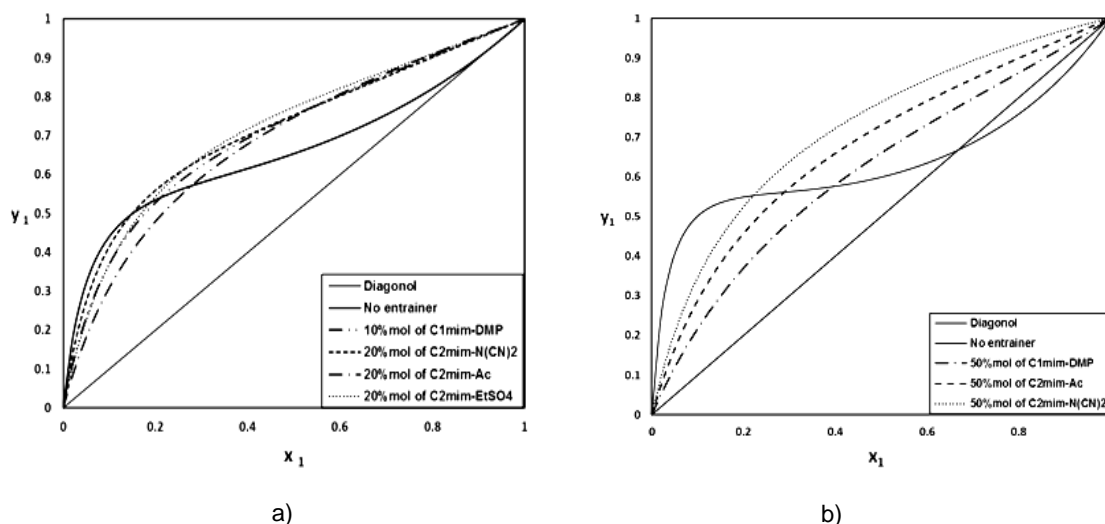 1
0.9
0.8
0.7
0.6
y1 0.5
0.4
0.3
0.2
0.1
0
0 0.2 0.4 0.6 0.8 1
x 1
Diagonol
No entrainer
10%mol of C1mim-DMP
20%mol of C2mim-N(CN)2
20%mol of C2mim-Ac
20%mol of C2mim-EtSO4
a)
1
0.9
0.8
0.7
0.6
y1 0.5
0.4
0.3
0.2
0.1
0
0 0.2 0.4 0.6 0.8
x1
Diagonol
No entrainer
50%mol of C1mim-DMP
50%mol of C2mim-Ac
50%mol of C2mim-N(CN)2
b)